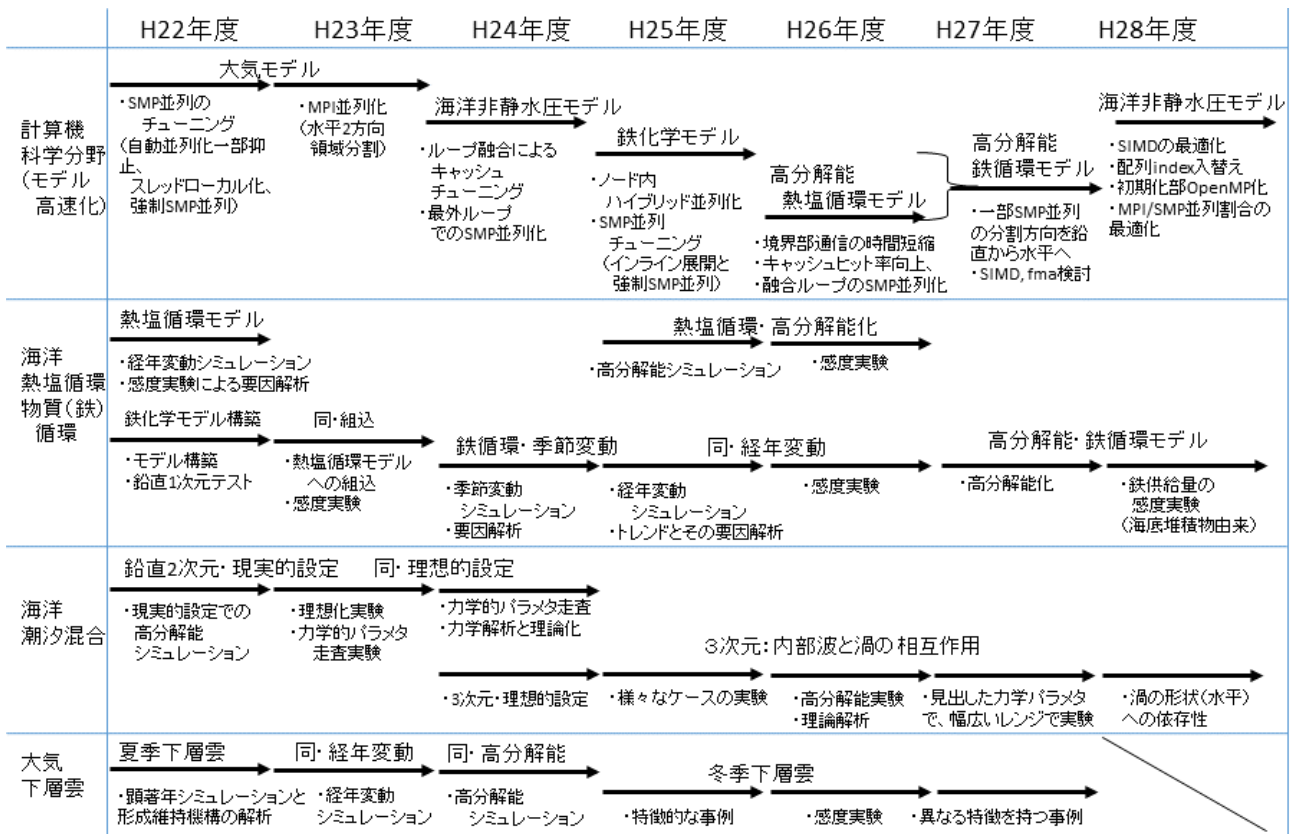 H22年度 H23年度 H24年度 H25年度 H26年度 H27年度 H28年度
計算機
科学分野
(モデル
高速化)
大気モデル
・SMP並列の
チューニング
(自動並列化一部抑
止、
スレッドローカル化、
強制SMP並列)
・MPI並列化
(水平2方向
領域分割)
海洋非静水圧モデル
・ループ融合による
キャッシュ
チューニング
・最外ループ
でのSMP並列化
鉄化学モデル
・ノード内
ハイブリッド並列化
・SMP並列
チューニング
(インライン展開と
強制SMP並列)
高分解能
熱塩循環モデル
・境界部通信の時間短縮
・キャッシュヒット率向上、
・融合ループのSMP並列化
高分解能
鉄循環モデル
・一部SMP並列
の分割方向を鉛
直から水平へ
・SIMD, fma検討
海洋非静水圧モデル
・SIMDの最適化
・配列index入替え
・初期化部OpenMP化
・MPI/SMP並列割合の
最適化
海洋
熱塩循環
物質(鉄)
循環
熱塩循環モデル
・経年変動シミュレーション
・感度実験による要因解析
熱塩循環・高分解能化
・高分解能シミュレーション
・感度実験
鉄化学モデル構築
・モデル構築
・鉛直1次元テスト
同・組込
・熱塩循環モデル
への組込
・感度実験
鉄循環・季節変動
・季節変動
シミュレーション
・要因解析
同・経年変動
・経年変動
シミュレーション
・トレンドとその要因解析
・感度実験
高分解能・鉄循環モデル
・高分解能化
・鉄供給量の
感度実験
(海底堆積物由来)
海洋
潮汐混合
鉛直2次元・現実的設定
・現実的設定での
高分解能
シミュレーション
同・理想的設定
・理想化実験
・力学的パラメタ
走査実験
・力学的パラメタ走査
・力学解析と理論化
3次元:内部波と渦の相互作用
・3次元・理想的設定
・様々なケースの実験
・高分解能実験
・理論解析
・見出した力学パラメタ
で、幅広いレンジで実験
・渦の形状(水平)
への依存性
大気
下層雲
夏季下層雲
・顕著年シミュレーションと
形成維持機構の解析
同・経年変動
・経年変動
シミュレーション
同・高分解能
・高分解能
シミュレーション
冬季下層雲
・特徴的な事例
・感度実験
・異なる特徴を持つ事例